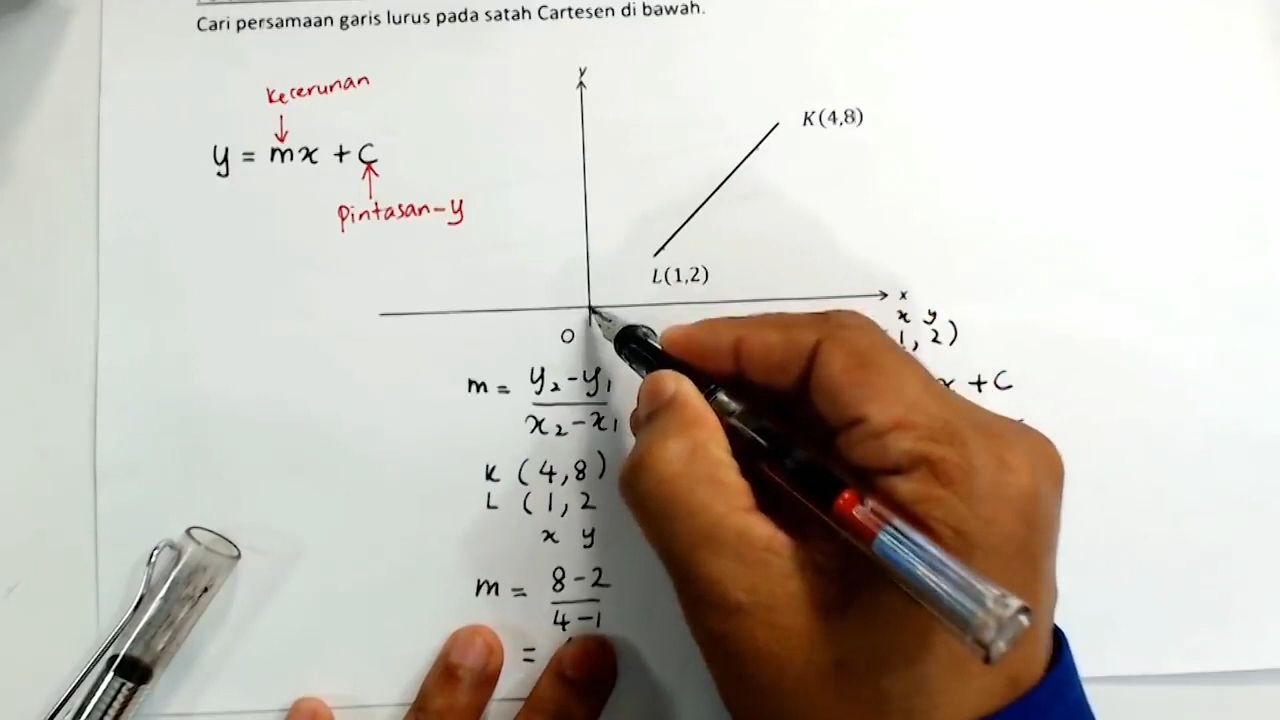 Cari persamaan garis lurus pada satah Cartesen di bawah.
kecerunan
y = mx + c
pintasan-y
y
K(4,8)
L(1,2)
x
O
x y
1, 2)
x + c
m = y₂-y₁
x₂-x₁
K (4,8)
L (1, 2
x y
m = 8-2
4-1
=